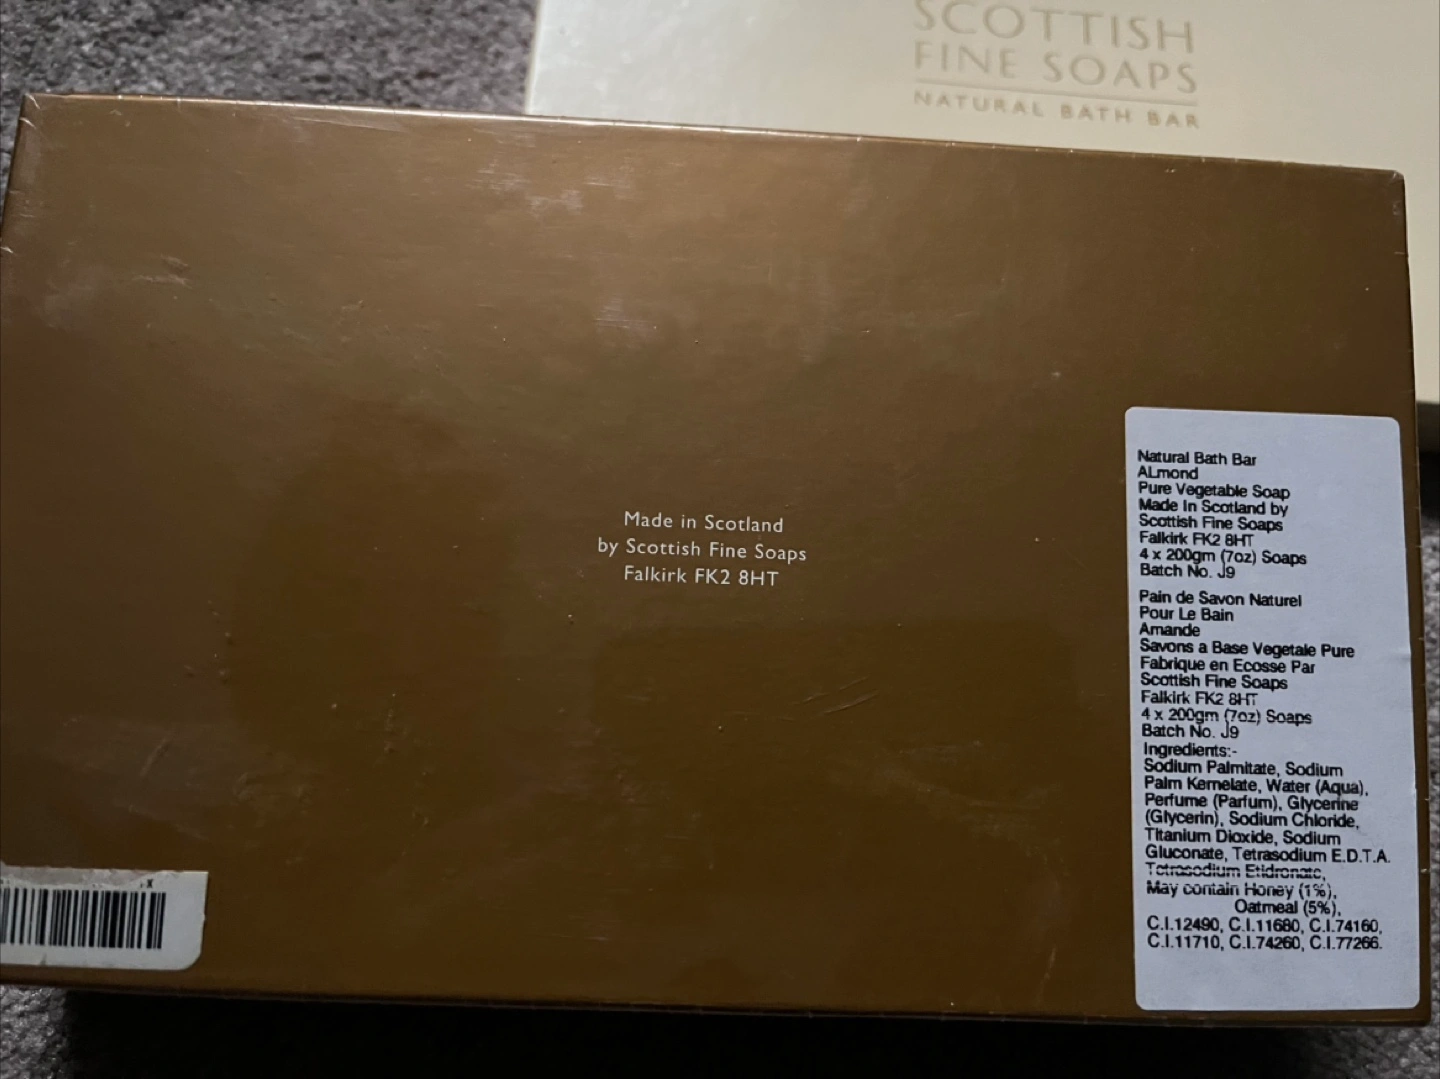 SCOTTISH
FINE SOAPS
NATURAL BATH BAR
Made in Scotland
by Scottish Fine Soaps
Falkirk FK2 8HT
Natural Bath Bar
ALmond
Pure Vegetable Soap
Made In Scotland by
Scottish Fine Soaps
Falkirk FK2 8HT
4 x 200gm (7oz) Soaps
Batch No. J9
Pain de Savon Naturel
Pour Le Bain
Amande
Savons a Base Vegetale Pure
Fabrique en Ecosse Par
Scottish Fine Soaps
Falkirk FK2 8HT
4 x 200gm (7oz) Soaps
Batch No. J9
Ingredients:-
Sodium Palmitate, Sodium
Palm Kernelate, Water (Aqua),
Perfume (Parfum), Glycerine
(Glycerin), Sodium Chloride,
Titanium Dioxide, Sodium
Gluconate, Tetrasodium E.D.T.A.
Tetrasodium Etidronate,
May contain Honey (1%),
Oatmeal (5%),
C.I.12490, C.I.11680, C.I.74160,
C.I.11710, C.I.74260, C.I.77266.